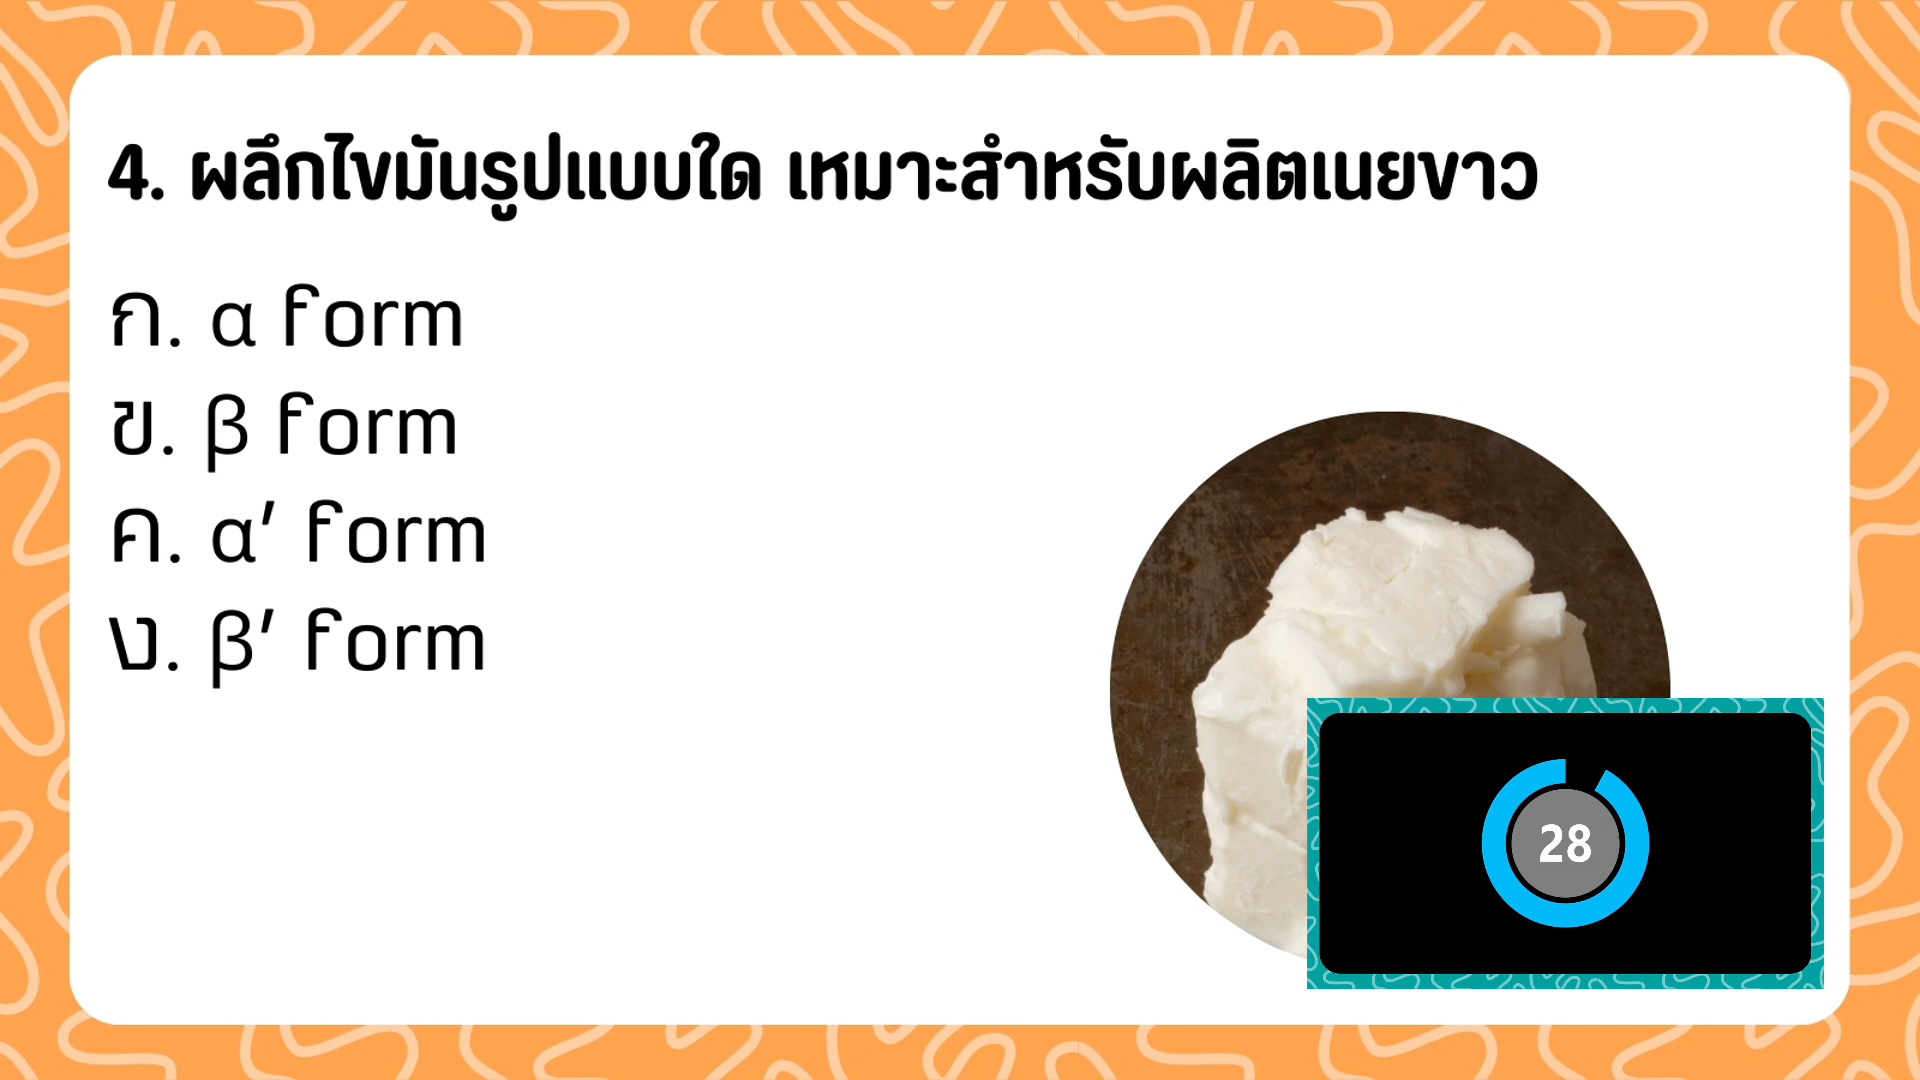 4. ผลึกไขมันรูปแบบใด เหมาะสำหรับผลิตเนยขาว
ก. α form
ข. β form
ค. α’ form
ง. β’ form
28